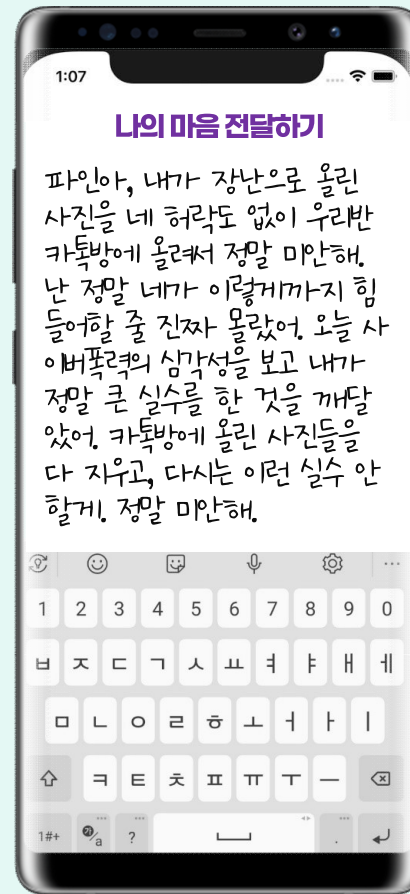 1:07
나의 마음 전달하기
파인아, 내가 장난으로 올린
사진을 네 허락도 없이 우리반
카톡방에 올려서 정말 미안해.
난 정말 네가 이렇게까지 힘
들어할 줄 진짜 몰랐어. 오늘 사
이버폭력의 심각성을 보고 내가
정말 큰 실수를 한 것을 깨달
았어. 카톡방에 올린 사진들을
다 지우고, 다시는 이런 실수 안
할게. 정말 미안해.
1 2 3 4 5 6 7 8 9 0
ㅂ ㅈ ㄷ ㄱ ㅅ ㅛ ㅕ ㅑ ㅐ ㅔ
ㅁ ㄴ ㅇ ㄹ ㅎ ㅗ ㅓ ㅏ ㅣ
ㅋ ㅌ ㅊ ㅍ ㅠ ㅜ ㅡ
1#+ 가/a ? .